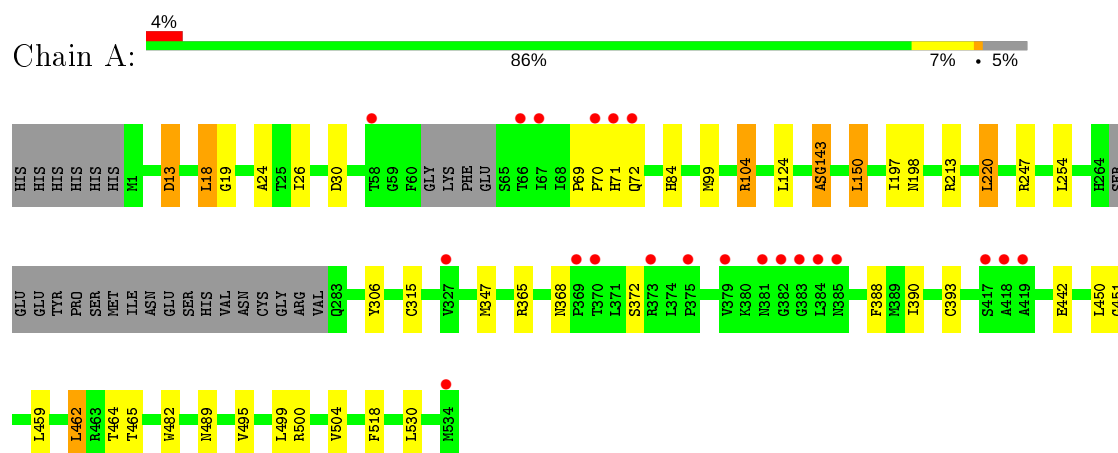 4%
Chain A:
86% 7% • 5%
HIS HIS HIS HIS HIS HIS M1 D13 L18 G19 A24 T25 I26 D30 T58 G59 F60 GLY LYS PHE GLU S65 T66 I67 I68 P69 P70 H71 Q72 H84 M99 R104 L124 ASG143 L150 I197 N198 R213 L220 R247 L254 H264 SER
GLU GLU TYR PRO SER MET ILE ASN GLU SER HIS VAL ASN CYS GLY ARG VAL Q283 Y306 C315 V327 M347 R365 N368 P369 T370 L371 S372 R373 L374 P375 V379 K380 N381 G382 G383 L384 N385 F388 M389 I390 C393 S417 A418 A419 E442 L450
L459 L462 R463 T464 T465 W482 N489 V495 L499 R500 V504 F518 L530 M534